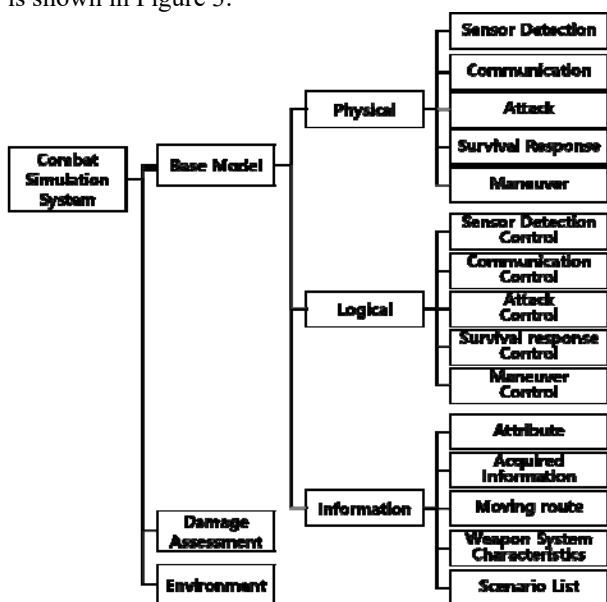 is shown in Figure 3.
Sensor Detection
Communication
Physical
Attack
Survival Response
Maneuver
Combat
Simulation
System
Base Model
Sensor Detection
Control
Communication
Control
Logical
Attack
Control
Survival response
Control
Maneuver
Control
Attribute
Acquired
Information
Information
Moving route
Damage
Assessment
Weapon System
Characteristics
Environment
Scenario List